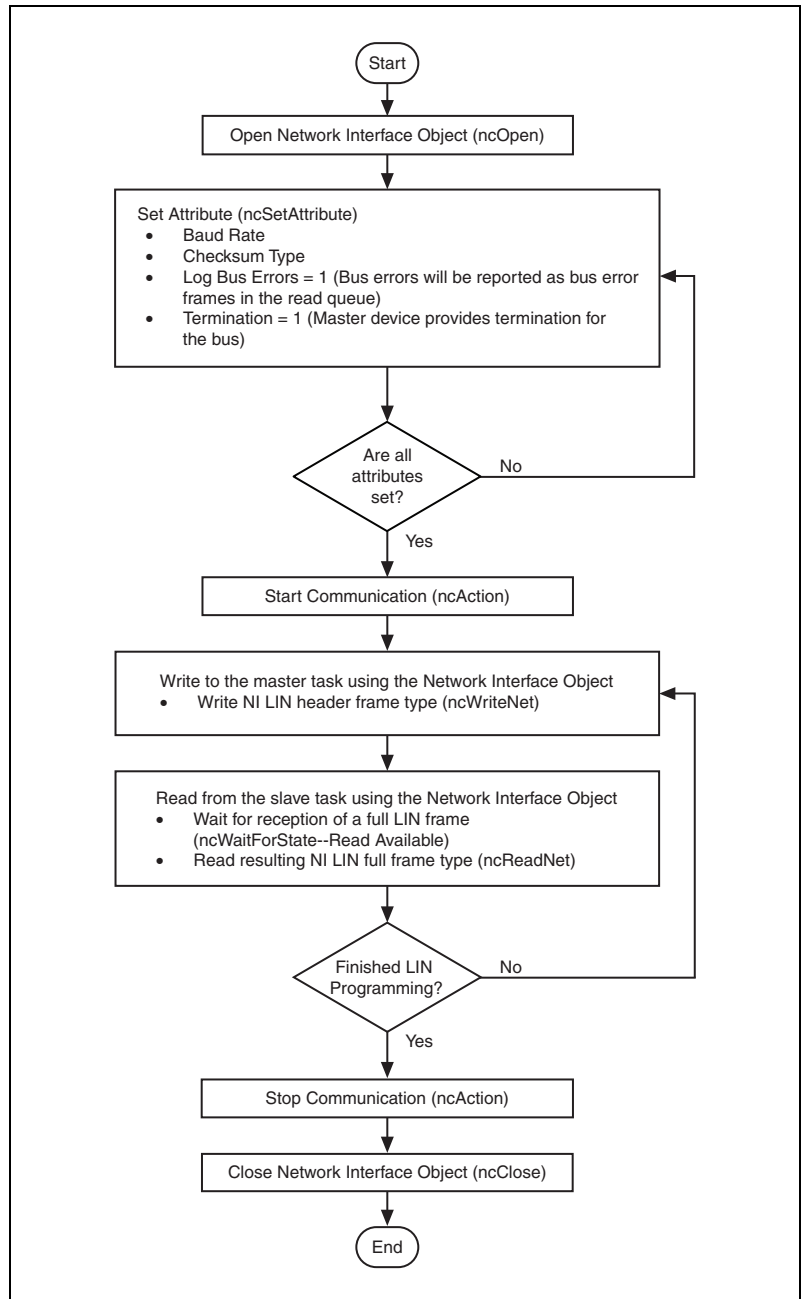 Start
Open Network Interface Object (ncOpen)
Set Attribute (ncSetAttribute)
• Baud Rate
• Checksum Type
• Log Bus Errors = 1 (Bus errors will be reported as bus error
frames in the read queue)
• Termination = 1 (Master device provides termination for
the bus)
Are all
attributes
set?
No
Yes
Start Communication (ncAction)
Write to the master task using the Network Interface Object
• Write NI LIN header frame type (ncWriteNet)
Read from the slave task using the Network Interface Object
• Wait for reception of a full LIN frame
(ncWaitForState--Read Available)
• Read resulting NI LIN full frame type (ncReadNet)
Finished LIN
Programming?
No
Yes
Stop Communication (ncAction)
Close Network Interface Object (ncClose)
End